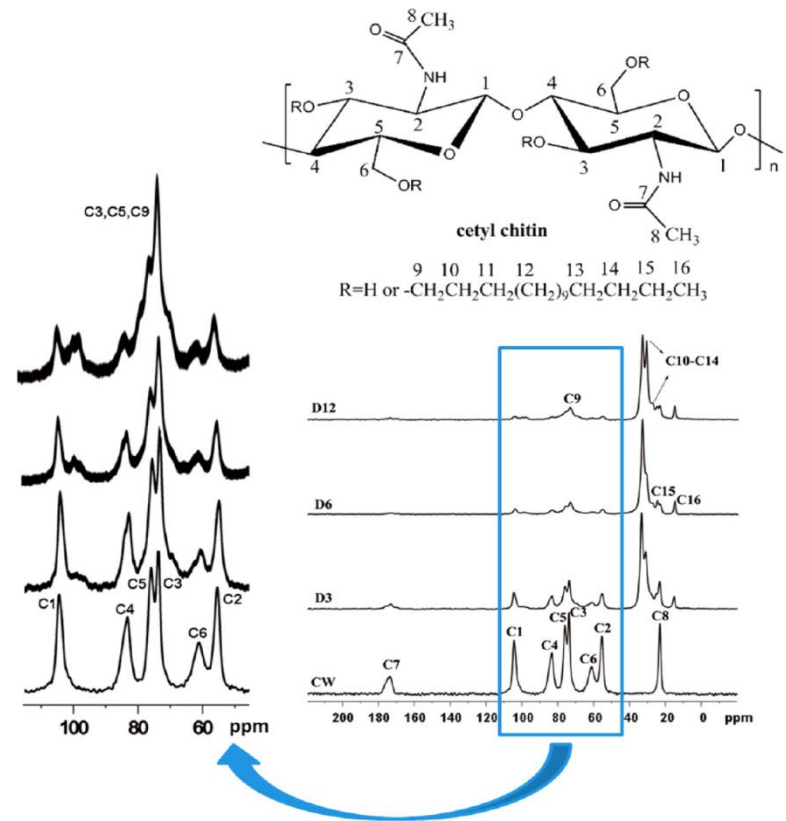 8 CH₃
O
7
NH
3
RO
2
1
O
4
5
O
6
OR
4
OR
6
O
5
2
O
RO
3
NH
1
n
7
O
8 CH₃
cetyl chitin
9 10 11 12 13 14 15 16
R=H or -CH₂CH₂CH₂(CH₂)₉CH₂CH₂CH₂CH₃
C3,C5,C9
C5 C3
C1 C4 C6 C2
100 80 60 ppm
C10-C14
D12 C9
D6 C15 C16
D3
C5 C3
C1 C4 C6 C2 C8
C7
CW
200 180 160 140 120 100 80 60 40 20 0 ppm